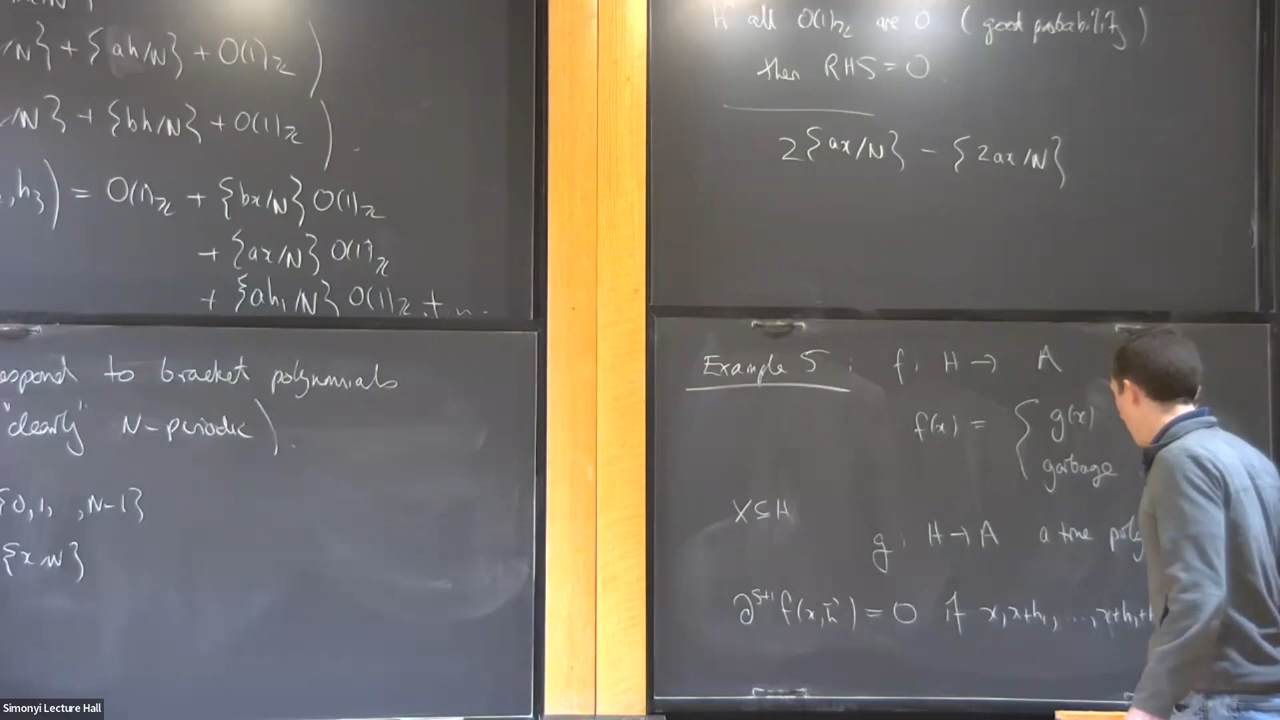 /N} + {ah/N} + O(1)_Z )
/N} + {bh/N} + O(1)_Z ).
, h_3) = O(1)_Z + {bx/N} O(1)_Z
+ {ax/N} O(1)_Z
+ {ah_1/N} O(1)_Z + ...
espond to bracket polynomials
"clearly" N-periodic ).
{0,1, ,N-1}
{x/N}
If all O(1)_Z are 0 (good probability)
then RHS = 0
2{ax/N} - {2ax/N}
Example 5 : f : H → A
f(x) = { g(x)
garbage
X ⊆ H
g : H → A a true poly
∂^{s+1} f(x, h⃗) = 0 if x, x+h, ..., x+h_1+
Simonyi Lecture Hall